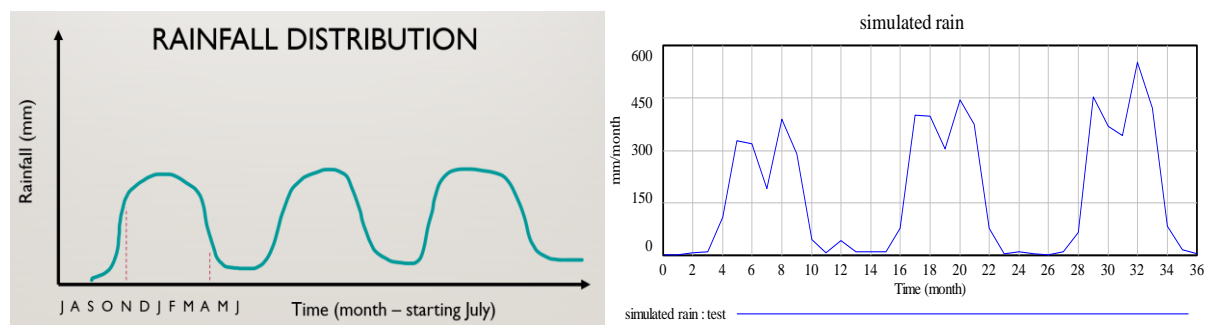 RAINFALL DISTRIBUTION
Rainfall (mm)
J A S O N D J F M A M J
Time (month – starting July)
simulated rain
600
450
300
150
0
mm/month
0 2 4 6 8 10 12 14 16 18 20 22 24 26 28 30 32 34 36
Time (month)
simulated rain : test